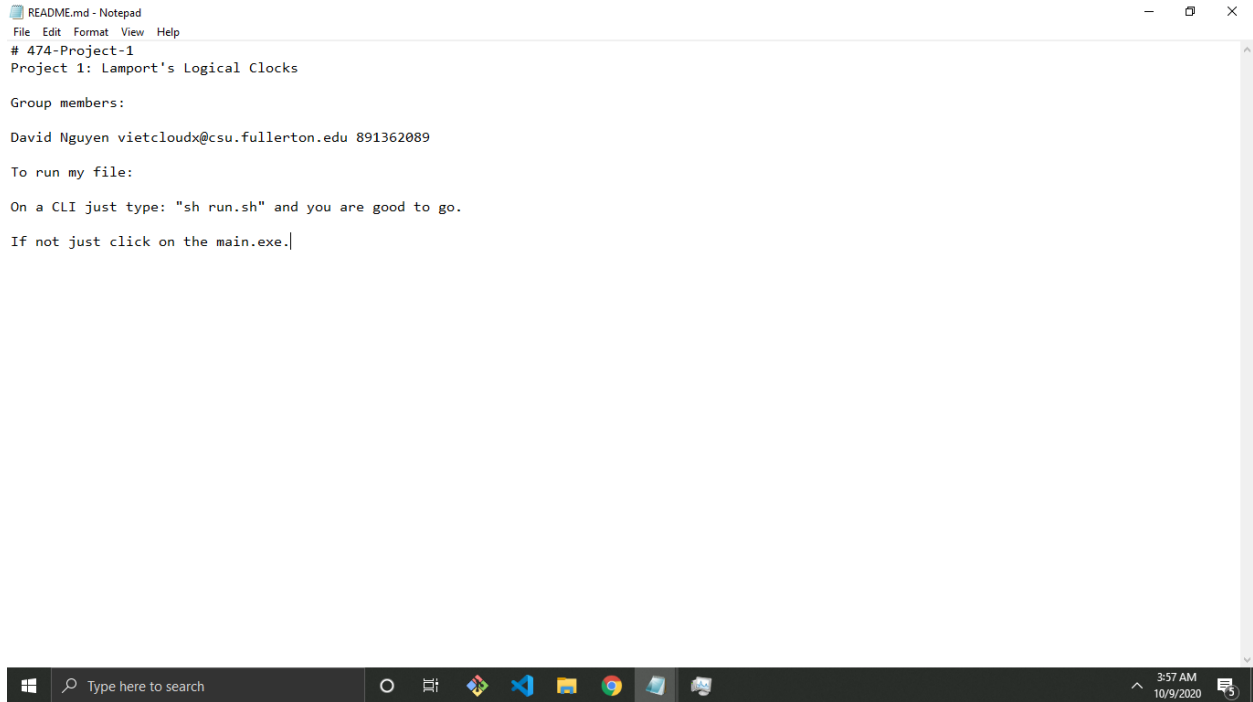 README.md - Notepad
File Edit Format View Help
# 474-Project-1
Project 1: Lamport's Logical Clocks
Group members:
David Nguyen vietcloudx@csu.fullerton.edu 891362089
To run my file:
On a CLI just type: "sh run.sh" and you are good to go.
If not just click on the main.exe.
Type here to search
3:57 AM
10/9/2020
5